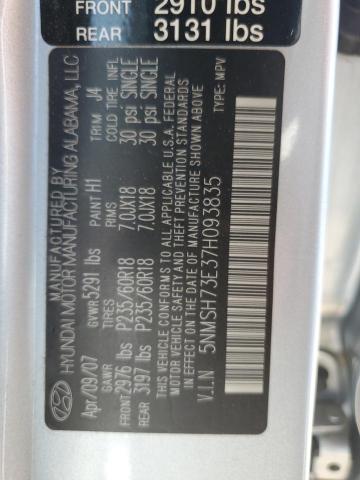 FRONT 2910 lbs
REAR 3131 lbs
MANUFACTURED BY
HYUNDAI MOTOR MANUFACTURING ALABAMA, LLC
Apr/09/07 GVWR 5291 lbs PAINT H1 TRIM J4
GAWR TIRES RIMS COLD TIRE INFL
FRONT 2976 lbs P235/60R18 7.0JX18 30 psi SINGLE
REAR 3197 lbs P235/60R18 7.0JX18 30 psi SINGLE
THIS VEHICLE CONFORMS TO ALL APPLICABLE U.S.A. FEDERAL
MOTOR VEHICLE SAFETY AND THEFT PREVENTION STANDARDS
IN EFFECT ON THE DATE OF MANUFACTURE SHOWN ABOVE.
V.I.N 5NMSH73E37H093835 TYPE: MPV